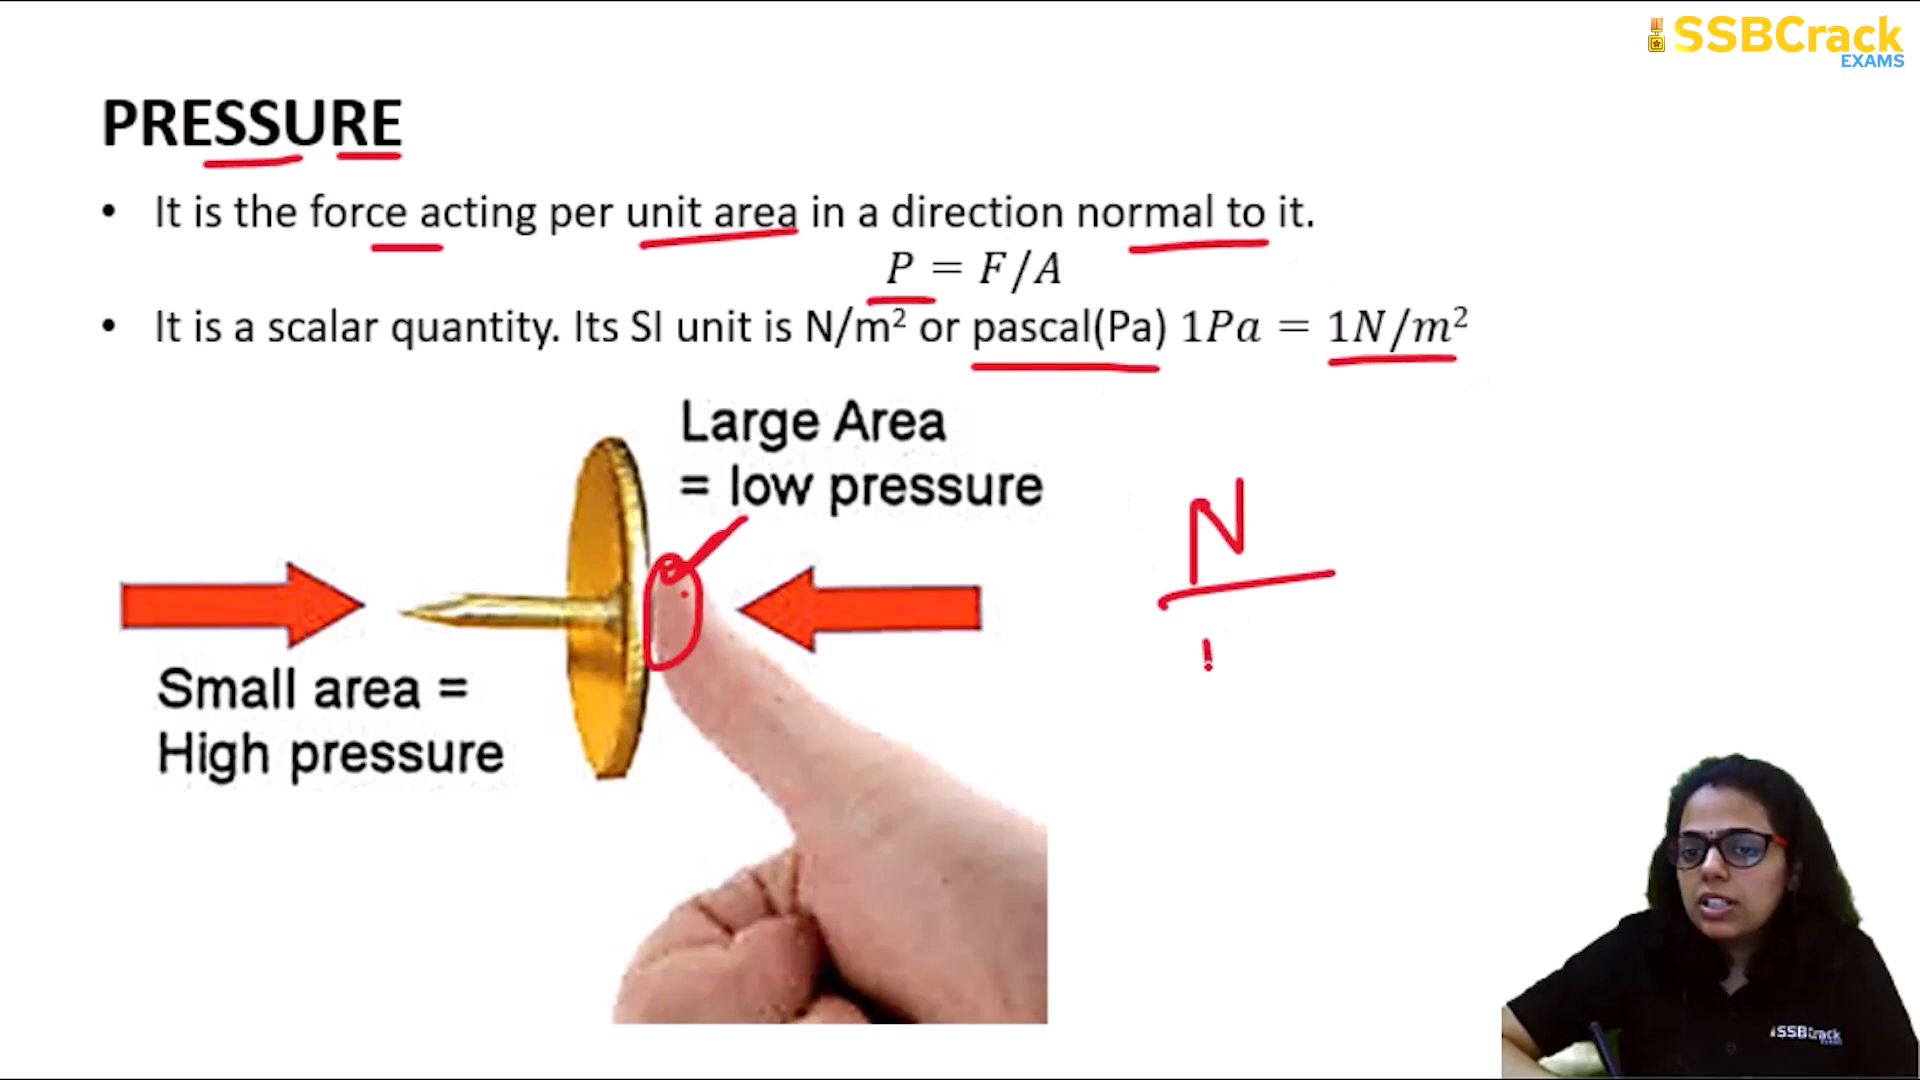 SSBCrack
EXAMS
PRESSURE
• It is the force acting per unit area in a direction normal to it.
P = F/A
• It is a scalar quantity. Its SI unit is N/m² or pascal(Pa) 1Pa = 1N/m²
Large Area
= low pressure
N
Small area =
High pressure
SSBCrack